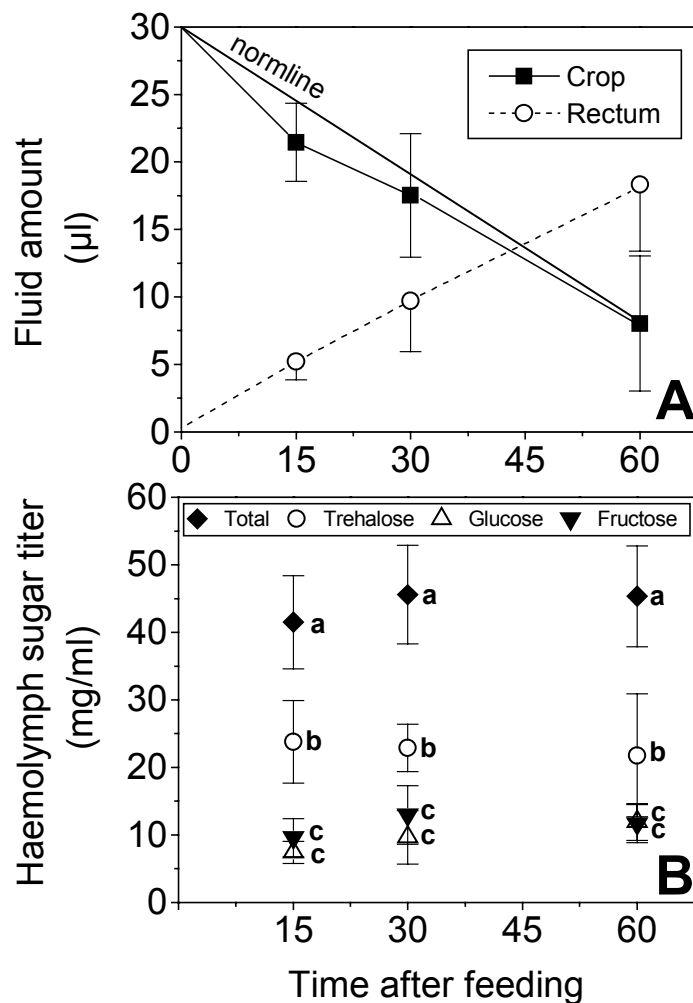 30
25
20
15
10
5
0
Fluid amount
(µl)
normline
Crop
Rectum
A
0 15 30 45 60
60
50
40
30
20
10
0
Haemolymph sugar titer
(mg/ml)
Total Trehalose Glucose Fructose
a a a
b b b
c c c
c c c
B
15 30 45 60
Time after feeding